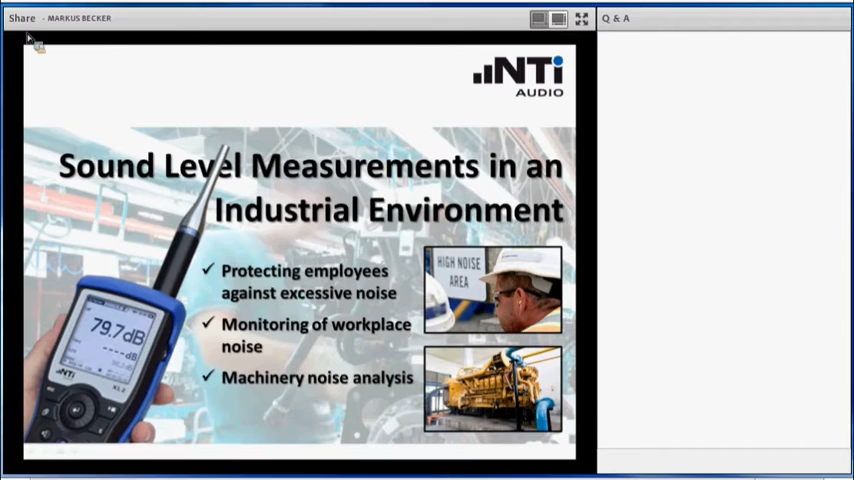 Share - MARKUS BECKER
Q & A
NTi
AUDIO
Sound Level Measurements in an
Industrial Environment
✓ Protecting employees
against excessive noise
✓ Monitoring of workplace
noise
✓ Machinery noise analysis
HIGH NOISE
AREA
79.7dB
----dB
NTi
XL2